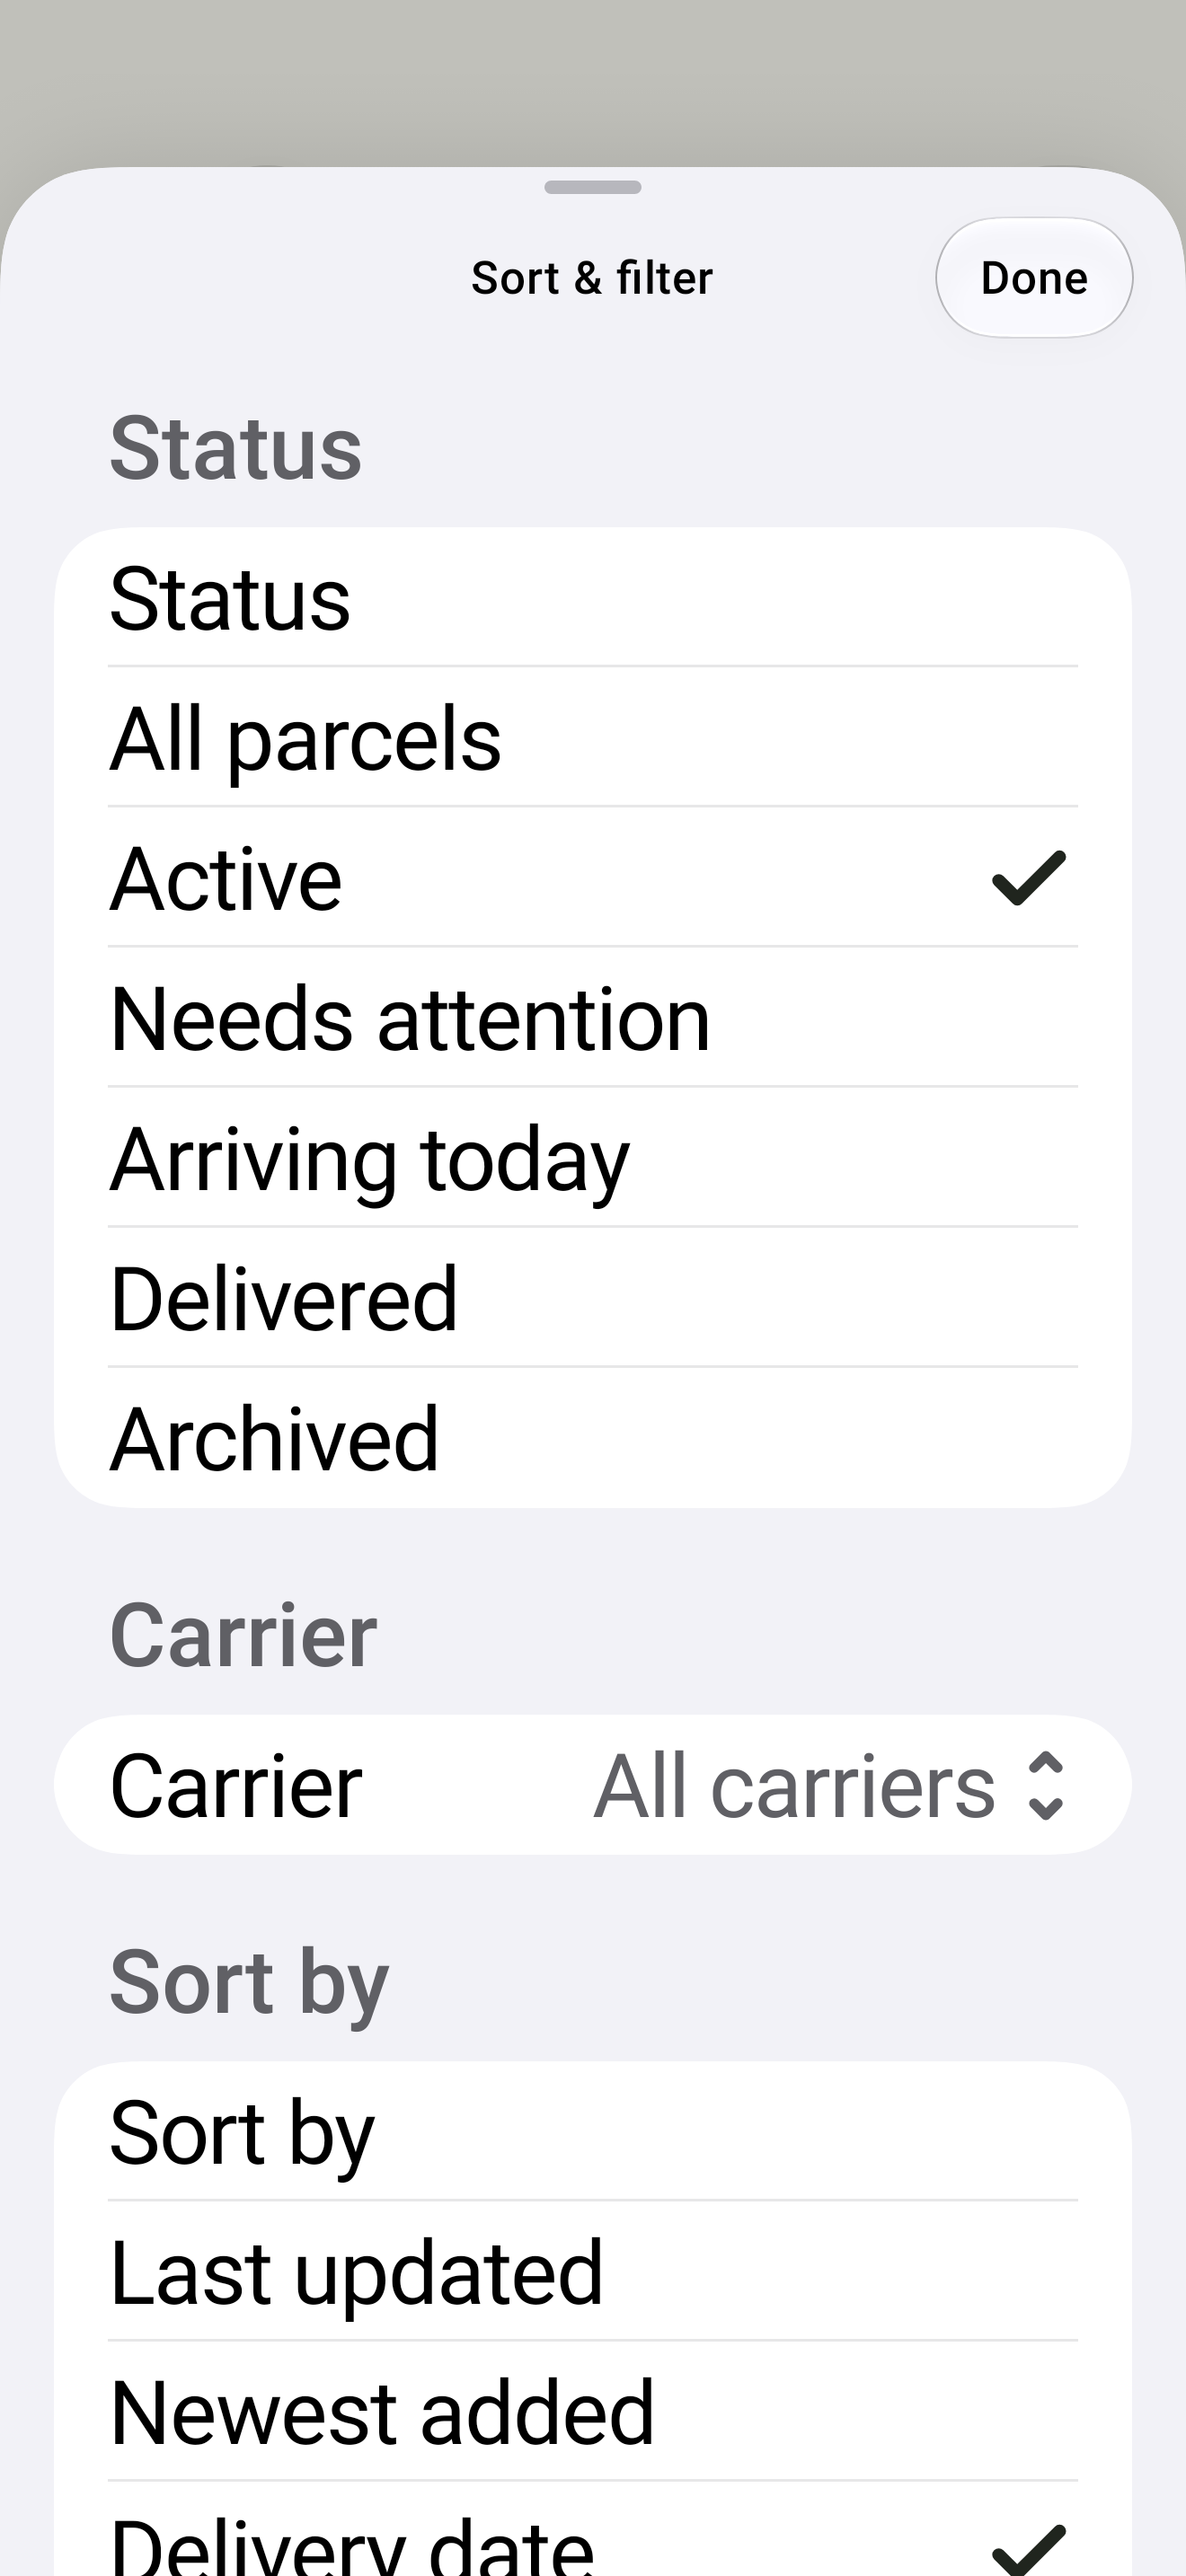 Sort & filter
Done
Status
Status
All parcels
Active
Needs attention
Arriving today
Delivered
Archived
Carrier
Carrier All carriers
Sort by
Sort by
Last updated
Newest added
Delivery date